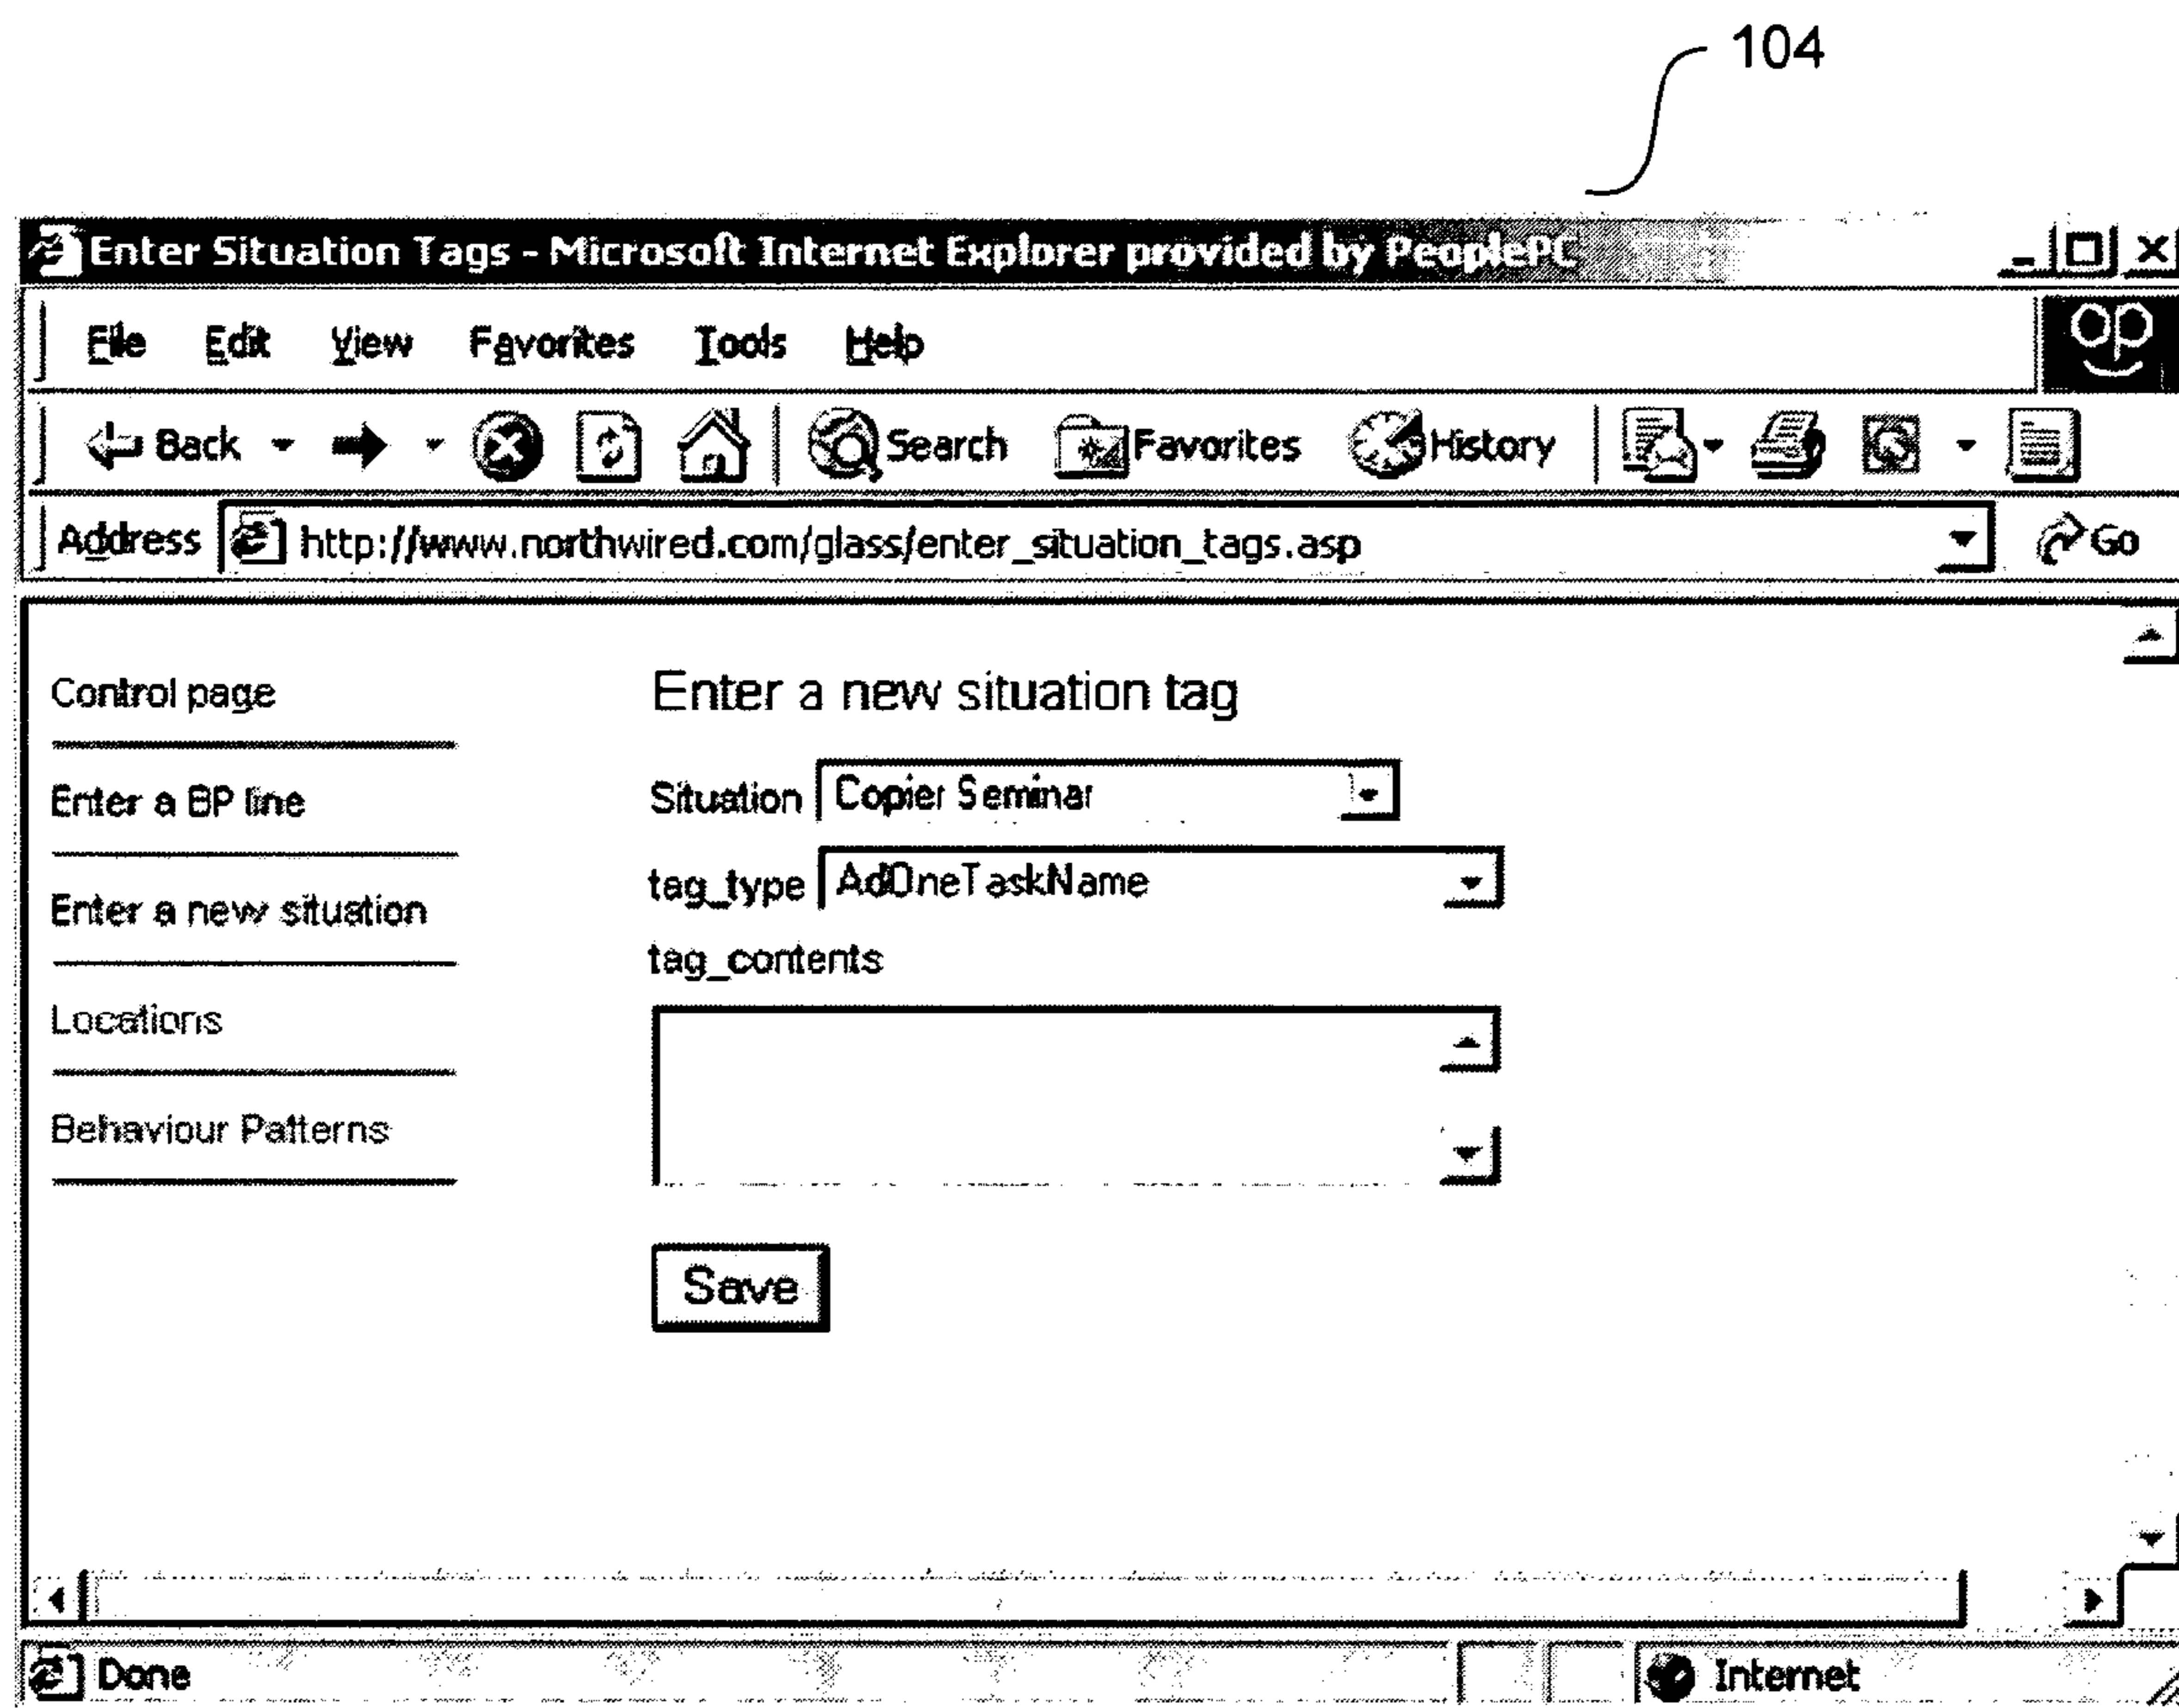 104
Enter Situation Tags - Microsoft Internet Explorer provided by PeoplePC
File Edit View Favorites Tools Help
Back Search Favorites History
Address http://www.northwired.com/glass/enter_situation_tags.asp Go
Control page
Enter a BP line
Enter a new situation
Locations
Behaviour Patterns
Enter a new situation tag
Situation Copier Seminar
tag_type AdOneTaskName
tag_contents
Save
Done Internet